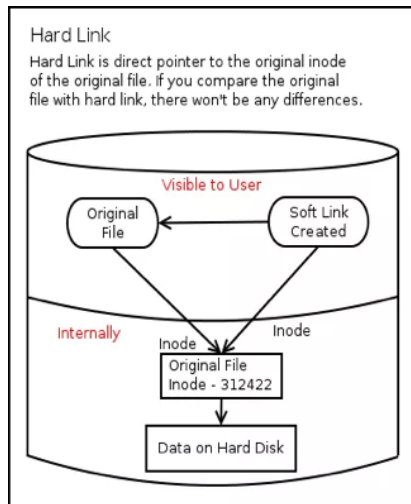 Hard Link
Hard Link is direct pointer to the original inode
of the original file. If you compare the original
file with hard link, there won't be any differences.
Visible to User
Original
File
Soft Link
Created
Internally
Inode
Inode
Original File
Inode - 312422
Data on Hard Disk